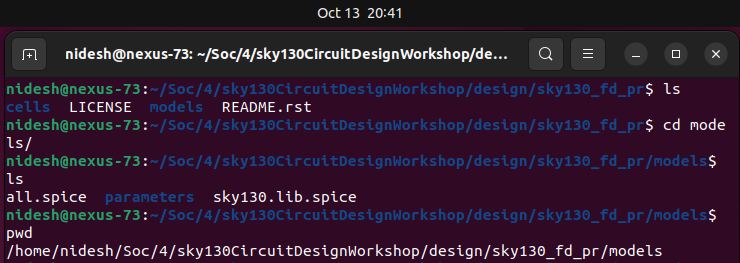 Oct 13 20:41
nidesh@nexus-73: ~/Soc/4/sky130CircuitDesignWorkshop/de...
nidesh@nexus-73:~/Soc/4/sky130CircuitDesignWorkshop/design/sky130_fd_pr$ ls
cells LICENSE models README.rst
nidesh@nexus-73:~/Soc/4/sky130CircuitDesignWorkshop/design/sky130_fd_pr$ cd mode
ls/
nidesh@nexus-73:~/Soc/4/sky130CircuitDesignWorkshop/design/sky130_fd_pr/models$
ls
all.spice parameters sky130.lib.spice
nidesh@nexus-73:~/Soc/4/sky130CircuitDesignWorkshop/design/sky130_fd_pr/models$
pwd
/home/nidesh/Soc/4/sky130CircuitDesignWorkshop/design/sky130_fd_pr/models